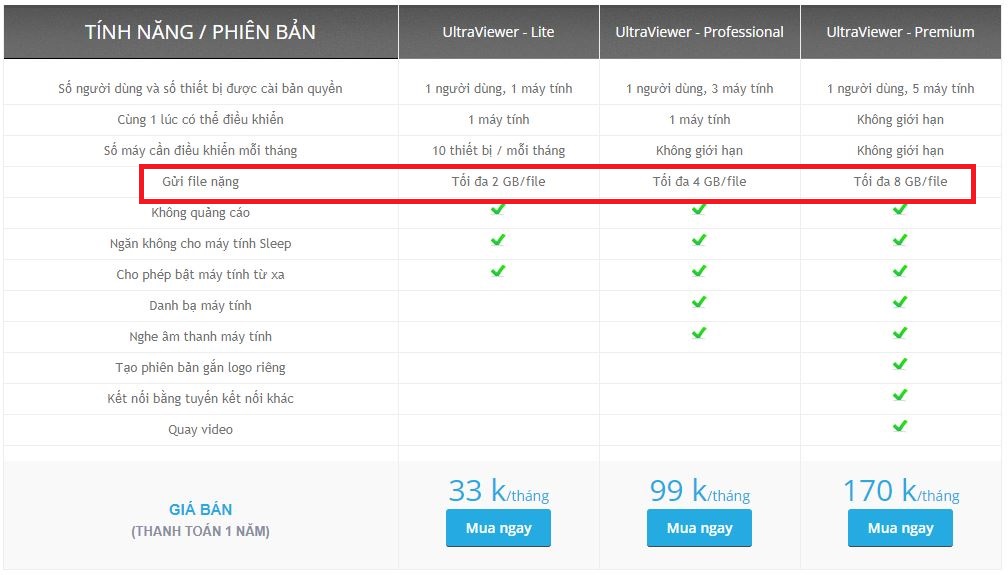 TÍNH NĂNG / PHIÊN BẢN UltraViewer - Lite UltraViewer - Professional UltraViewer - Premium
Số người dùng và số thiết bị được cài bản quyền 1 người dùng, 1 máy tính 1 người dùng, 3 máy tính 1 người dùng, 5 máy tính
Cùng 1 lúc có thể điều khiển 1 máy tính 1 máy tính Không giới hạn
Số máy cần điều khiển mỗi tháng 10 thiết bị / mỗi tháng Không giới hạn Không giới hạn
Gửi file nặng Tối đa 2 GB/file Tối đa 4 GB/file Tối đa 8 GB/file
Không quảng cáo
Ngăn không cho máy tính Sleep
Cho phép bật máy tính từ xa
Danh bạ máy tính
Nghe âm thanh máy tính
Tạo phiên bản gắn logo riêng
Kết nối bằng tuyến kết nối khác
Quay video
GIÁ BÁN 33 k/tháng 99 k/tháng 170 k/tháng
(THANH TOÁN 1 NĂM) Mua ngay Mua ngay Mua ngay